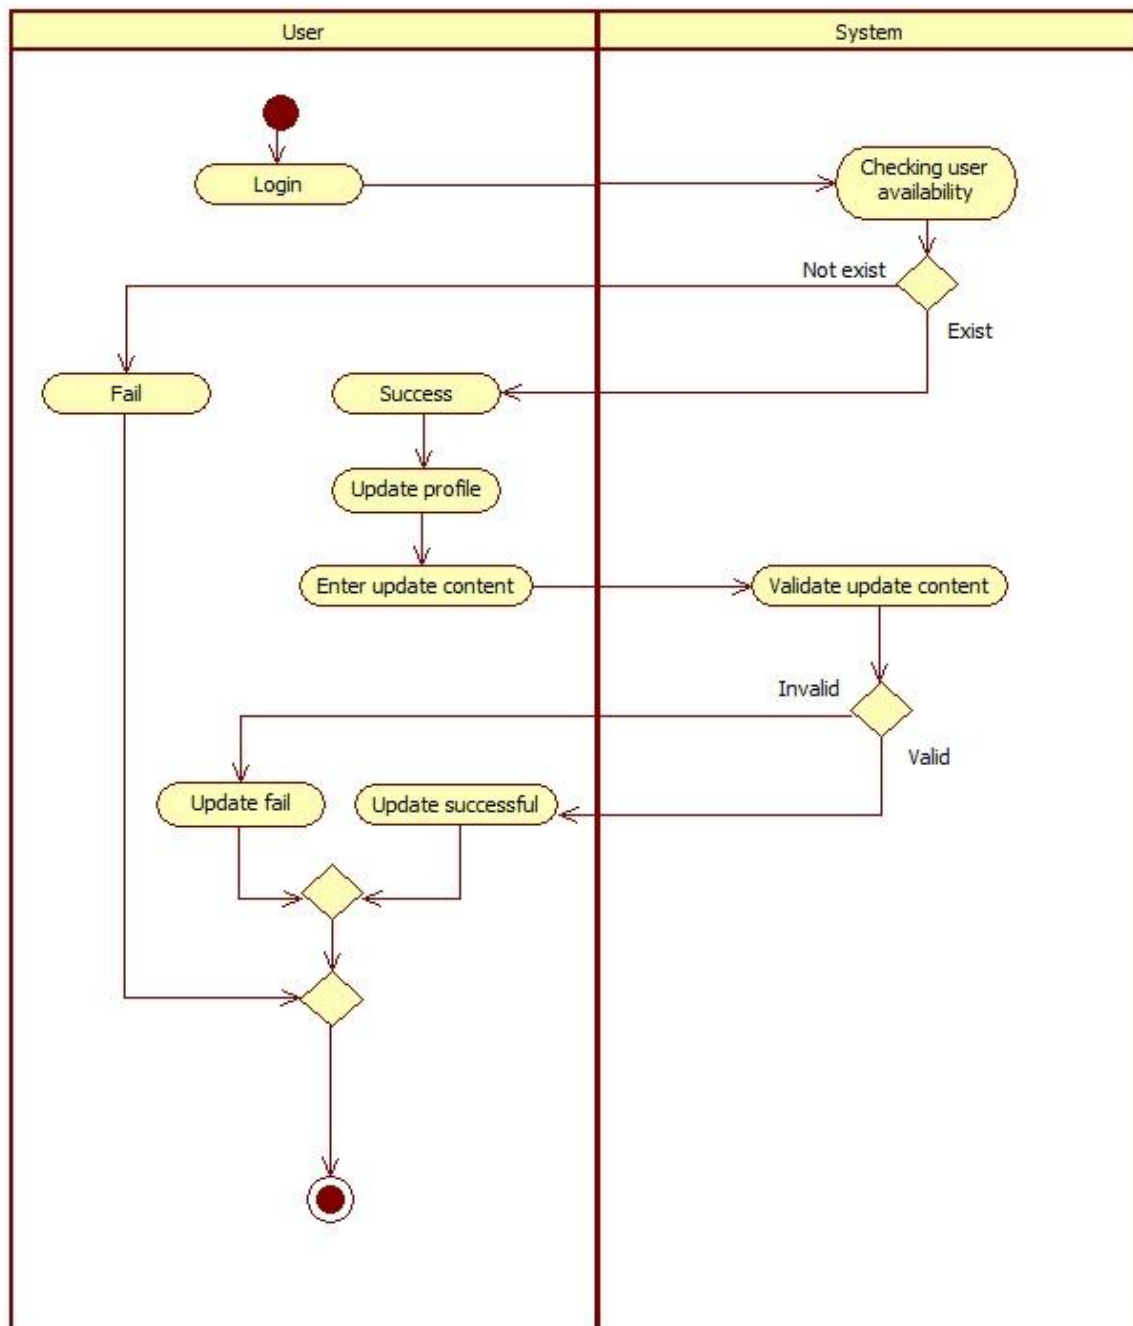 User
System
Login
Checking user
availability
Not exist
Exist
Fail
Success
Update profile
Enter update content
Validate update content
Invalid
Valid
Update fail
Update successful